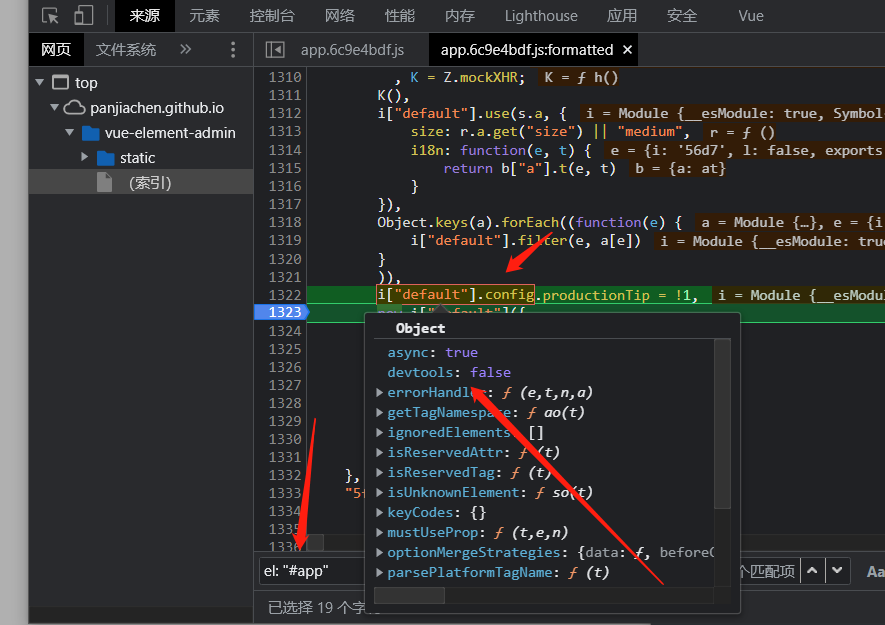 来源 元素 控制台 网络 性能 内存 Lighthouse 应用 安全 Vue
网页 文件系统 » app.6c9e4bdf.js app.6c9e4bdf.js:formatted ×
top
panjiachen.github.io
vue-element-admin
static
(索引)
1310 , K = Z.mockXHR; K = ƒ h()
1311 K(),
1312 i["default"].use(s.a, { i = Module {__esModule: true, Symbol
1313 size: r.a.get("size") || "medium", r = ƒ ()
1314 i18n: function(e, t) { e = {i: '56d7', l: false, exports
1315 return b["a"].t(e, t) b = {a: at}
1316 }
1317 }),
1318 Object.keys(a).forEach((function(e) { a = Module {…}, e = {i
1319 i["default"].filter(e, a[e]) i = Module {__esModule: true
1320 }
1321 )),
1322 i["default"].config.productionTip = !1, i = Module {__esModu
1323
1324
1325
1326
1327
1328
1329
1330
1331
1332 },
1333
1334
1335
1336
Object
async: true
devtools: false
errorHandler: ƒ (e,t,n,a)
getTagNamespace: ƒ ao(t)
ignoredElements: []
isReservedAttr: ƒ (t)
isReservedTag: ƒ (t)
isUnknownElement: ƒ so(t)
keyCodes: {}
mustUseProp: ƒ (t,e,n)
optionMergeStrategies: {data: ƒ, beforeC
parsePlatformTagName: ƒ (t)
el: "#app" 个匹配项 Aa
已选择 19 个字